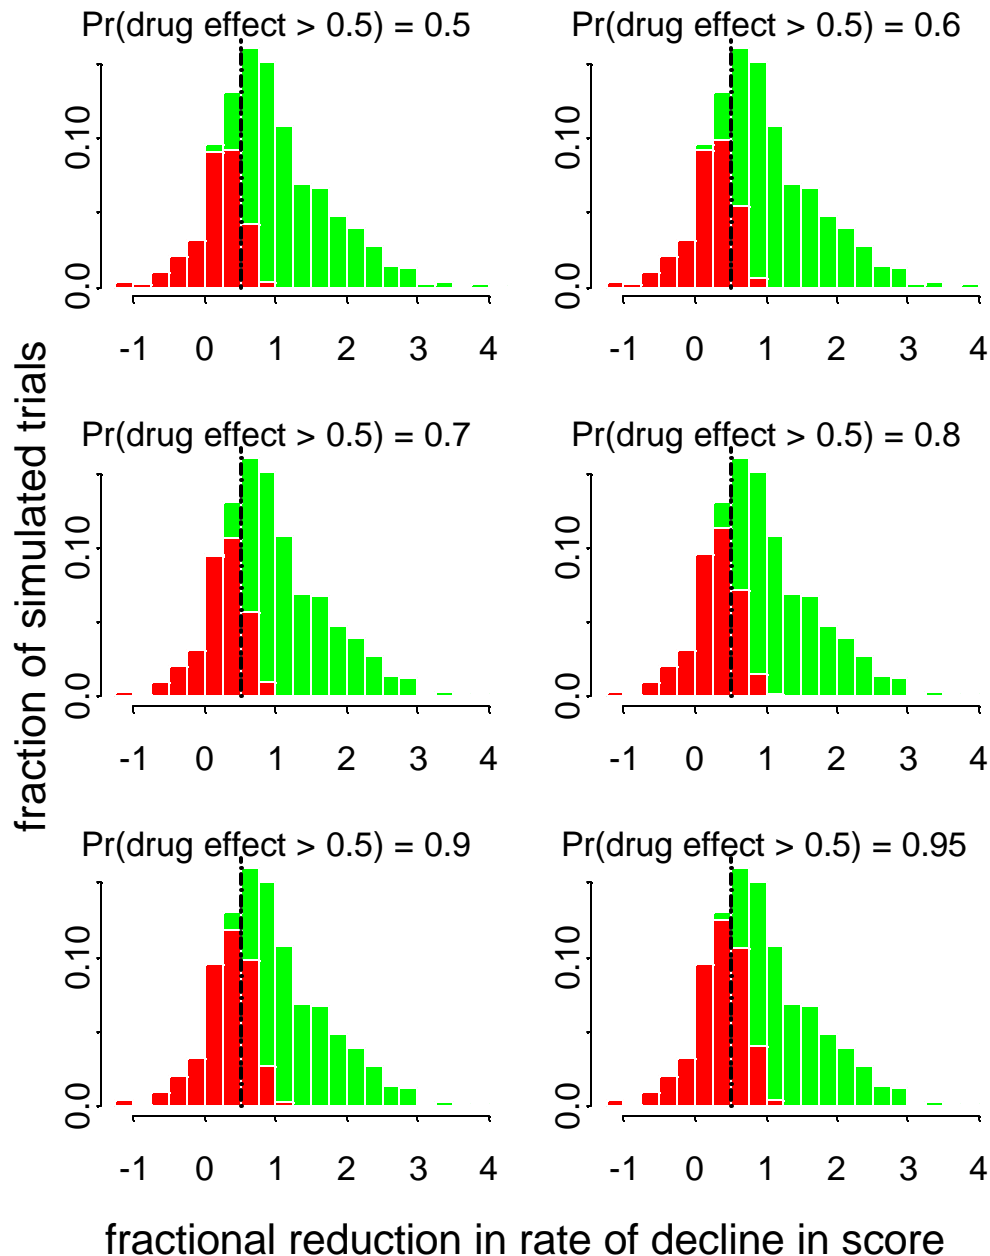 Pr(drug effect > 0.5) = 0.5
Pr(drug effect > 0.5) = 0.6
0.10
0.0
-1 0 1 2 3 4
0.10
0.0
-1 0 1 2 3 4
Pr(drug effect > 0.5) = 0.7
Pr(drug effect > 0.5) = 0.8
0.10
0.0
-1 0 1 2 3 4
0.10
0.0
-1 0 1 2 3 4
Pr(drug effect > 0.5) = 0.9
Pr(drug effect > 0.5) = 0.95
0.10
0.0
-1 0 1 2 3 4
0.10
0.0
-1 0 1 2 3 4
fraction of simulated trials
fractional reduction in rate of decline in score